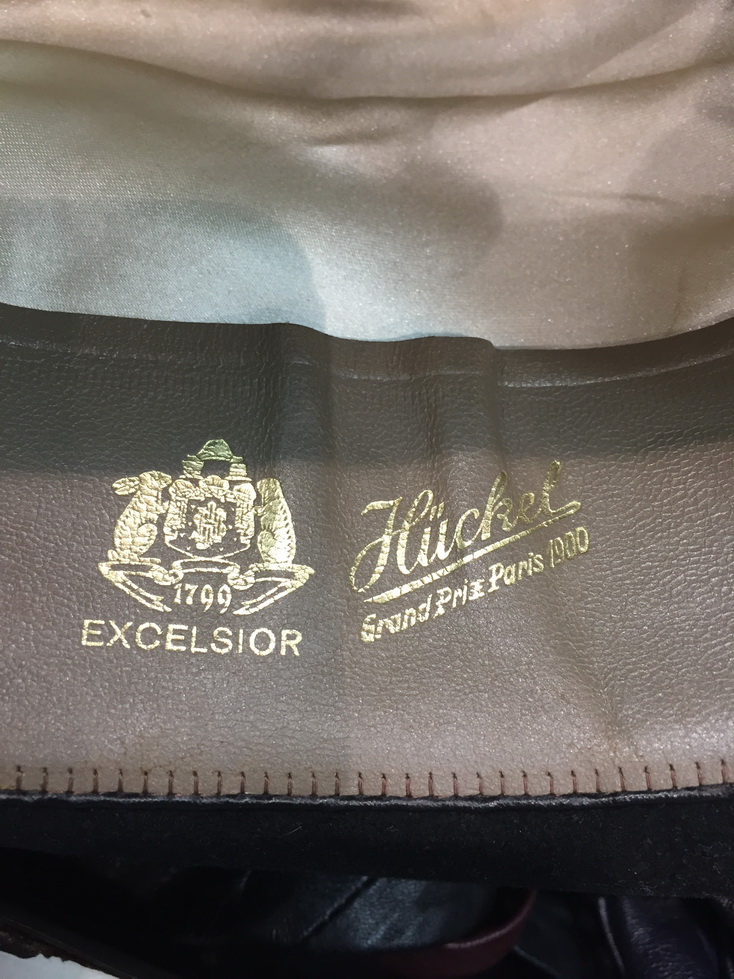 1799
EXCELSIOR
Hückel
Grand Prix Paris 1900